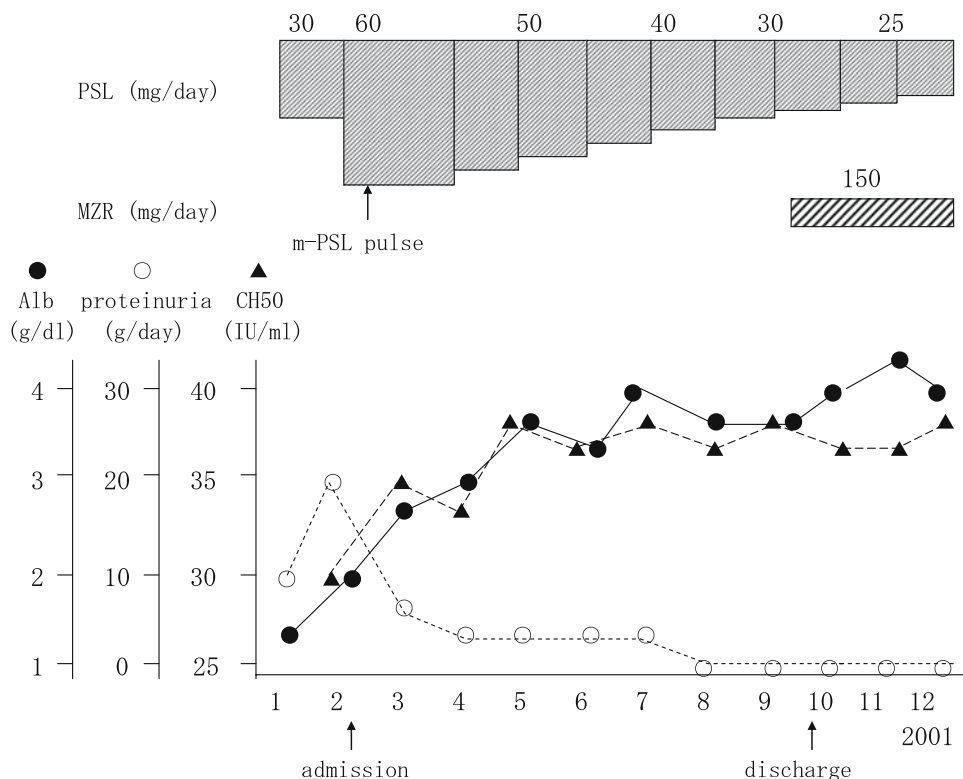 30 60 50 40 30 25
PSL (mg/day)
150
MZR (mg/day)
m-PSL pulse
Alb proteinuria CH50
(g/dl) (g/day) (IU/ml)
4 30 40
3 20 35
2 10 30
1 0 25
1 2 3 4 5 6 7 8 9 10 11 12
2001
admission discharge